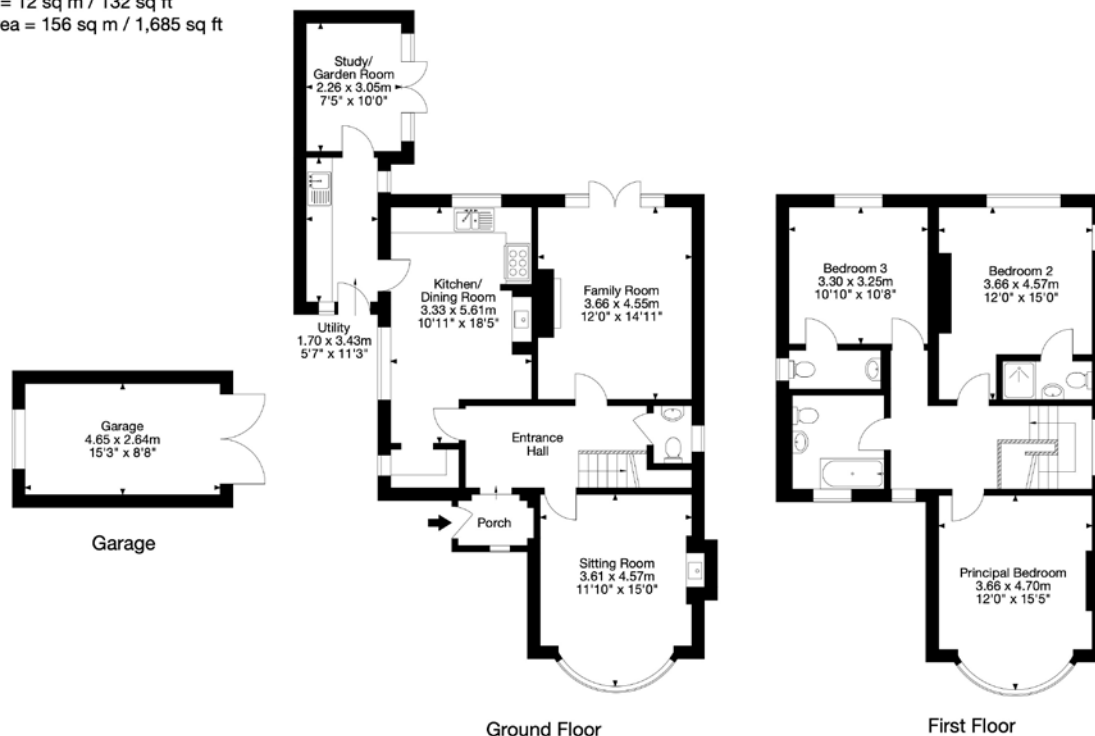 = 12 sq m / 132 sq ft
ea = 156 sq m / 1,685 sq ft
Study/
Garden Room
2.26 x 3.05m
7'5" x 10'0"
Utility
1.70 x 3.43m
5'7" x 11'3"
Kitchen/
Dining Room
3.33 x 5.61m
10'11" x 18'5"
Family Room
3.66 x 4.55m
12'0" x 14'11"
Entrance
Hall
Porch
Sitting Room
3.61 x 4.57m
11'10" x 15'0"
Garage
4.65 x 2.64m
15'3" x 8'8"
Garage
Ground Floor
Bedroom 3
3.30 x 3.25m
10'10" x 10'8"
Bedroom 2
3.66 x 4.57m
12'0" x 15'0"
Principal Bedroom
3.66 x 4.70m
12'0" x 15'5"
First Floor